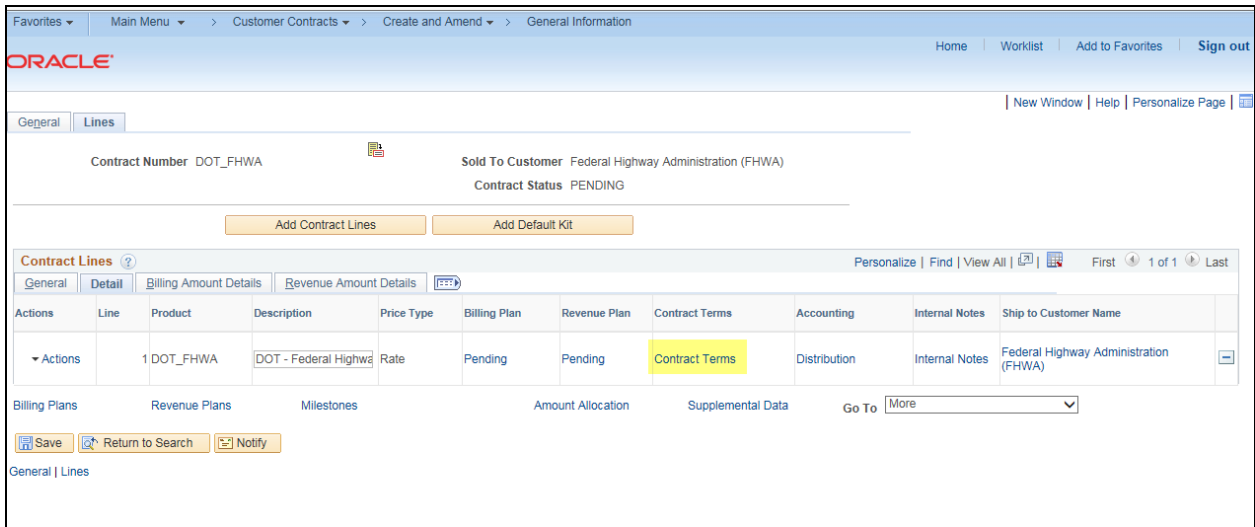 Favorites Main Menu > Customer Contracts > Create and Amend > General Information
Home Worklist Add to Favorites Sign out
ORACLE
New Window | Help | Personalize Page |
General Lines
Contract Number DOT_FHWA Sold To Customer Federal Highway Administration (FHWA)
Contract Status PENDING
Add Contract Lines Add Default Kit
Contract Lines ? Personalize | Find | View All | | First 1 of 1 Last
General Detail Billing Amount Details Revenue Amount Details
Actions Line Product Description Price Type Billing Plan Revenue Plan Contract Terms Accounting Internal Notes Ship to Customer Name
Actions 1 DOT_FHWA DOT - Federal Highwa Rate Pending Pending Contract Terms Distribution Internal Notes Federal Highway Administration
(FHWA)
Billing Plans Revenue Plans Milestones Amount Allocation Supplemental Data Go To More
Save Return to Search Notify
General | Lines